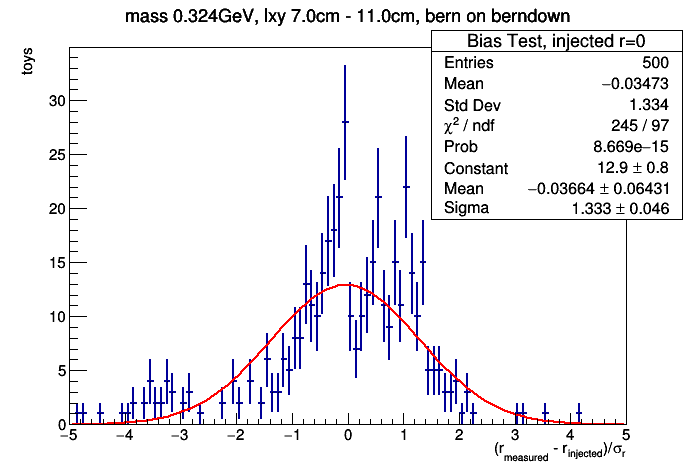 mass 0.324GeV, lxy 7.0cm - 11.0cm, bern on berndown
Bias Test, injected r=0
Entries 500
Mean −0.03473
Std Dev 1.334
χ² / ndf 245 / 97
Prob 8.669e−15
Constant 12.9 ± 0.8
Mean −0.03664 ± 0.06431
Sigma 1.333 ± 0.046
toys
30
25
20
15
10
5
0
−5 −4 −3 −2 −1 0 1 2 3 4 5
(r_measured - r_injected)/σ_r